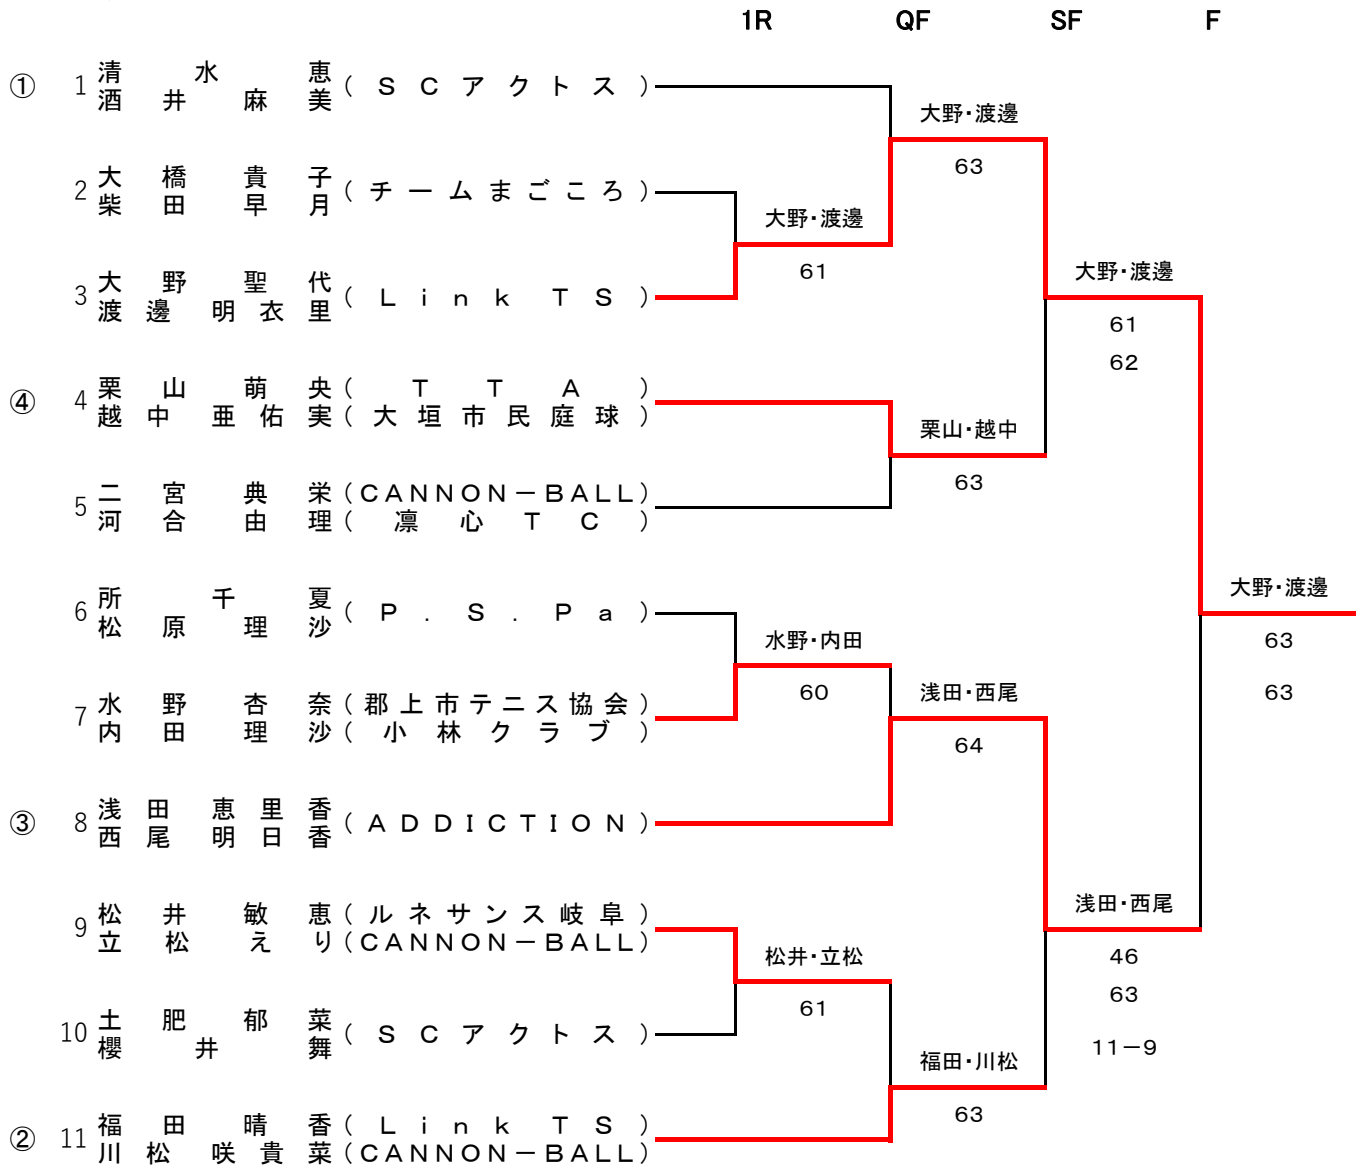 1R QF SF F
① 1 清水恵 (SCアクトス)
酒井麻美
大野・渡邊
63
2 大橋貴子 (チームまごころ)
柴田早月
大野・渡邊
61
3 大野聖代 (Link TS)
渡邊明衣里
大野・渡邊
61
62
④ 4 栗山萌央 (TTA)
越中亜佑実 (大垣市民庭球)
栗山・越中
63
5 二宮典栄 (CANNON－BALL)
河合由理 (凛心TC)
6 所千夏 (P.S.Pa)
松原理沙
大野・渡邊
63
63
水野・内田
60
7 水野杏奈 (郡上市テニス協会)
内田理沙 (小林クラブ)
浅田・西尾
64
③ 8 浅田恵里香 (ADDICTION)
西尾明日香
9 松井敏恵 (ルネサンス岐阜)
立松えり (CANNON－BALL)
浅田・西尾
46
63
11－9
松井・立松
61
10 土肥郁菜 (SCアクトス)
櫻井舞
福田・川松
63
② 11 福田晴香 (Link TS)
川松咲貴菜 (CANNON－BALL)